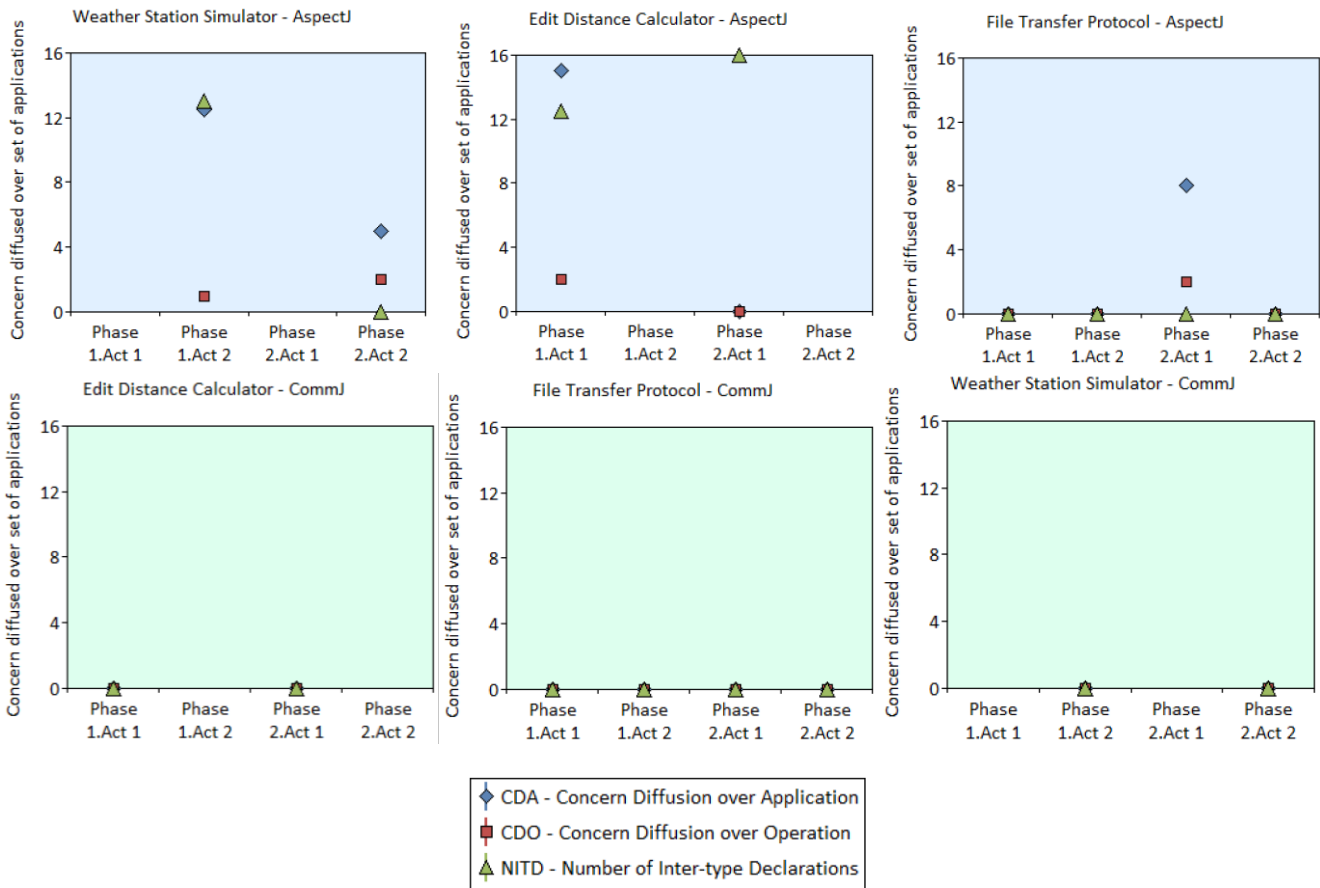 Weather Station Simulator - AspectJ
Concern diffused over set of applications
16
12
8
4
0
Phase 1.Act 1
Phase 1.Act 2
Phase 2.Act 1
Phase 2.Act 2
Edit Distance Calculator - AspectJ
Concern diffused over set of applications
16
12
8
4
0
Phase 1.Act 1
Phase 1.Act 2
Phase 2.Act 1
Phase 2.Act 2
File Transfer Protocol - AspectJ
Concern diffused over set of applications
16
12
8
4
0
Phase 1.Act 1
Phase 1.Act 2
Phase 2.Act 1
Phase 2.Act 2
Edit Distance Calculator - CommJ
Concern diffused over set of applications
16
12
8
4
0
Phase 1.Act 1
Phase 1.Act 2
Phase 2.Act 1
Phase 2.Act 2
File Transfer Protocol - CommJ
Concern diffused over set of applications
16
12
8
4
0
Phase 1.Act 1
Phase 1.Act 2
Phase 2.Act 1
Phase 2.Act 2
Weather Station Simulator - CommJ
Concern diffused over set of applications
16
12
8
4
0
Phase 1.Act 1
Phase 1.Act 2
Phase 2.Act 1
Phase 2.Act 2
CDA - Concern Diffusion over Application
CDO - Concern Diffusion over Operation
NITD - Number of Inter-type Declarations